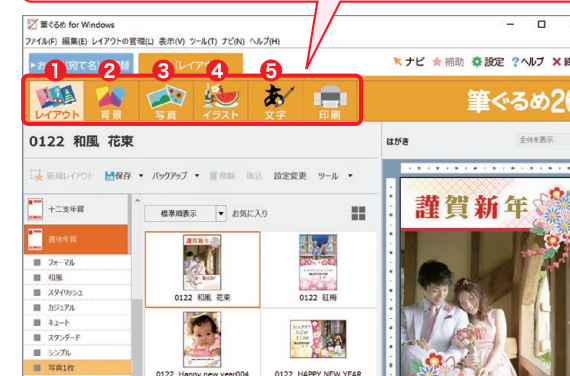 筆ぐるめ for Windows
ファイル(F) 編集(E) レイアウトの管理(L) 表示(V) ツール(T) ナビ(N) ヘルプ(H)
ナビ 補助 設定 ?ヘルプ
1 2 3 4 5
レイアウト 背景 写真 イラスト 文字 印刷
筆ぐるめ
0122 和風 花束
はがき 全体を表示
新規レイアウト 保存 バックアップ 削除 取込 設定変更 ツール
十二支年賀
標準順表示 お気に入り
通常年賀
フォーマル
和風
スタイリッシュ
カジュアル
キュート
スタンダード
シンプル
写真1枚
謹賀新年
0122 和風 花束 0122 紅梅
HAPPY
NEW
YEAR
0122 Happy new year004 0122 HAPPY NEW YEAR
謹賀新年